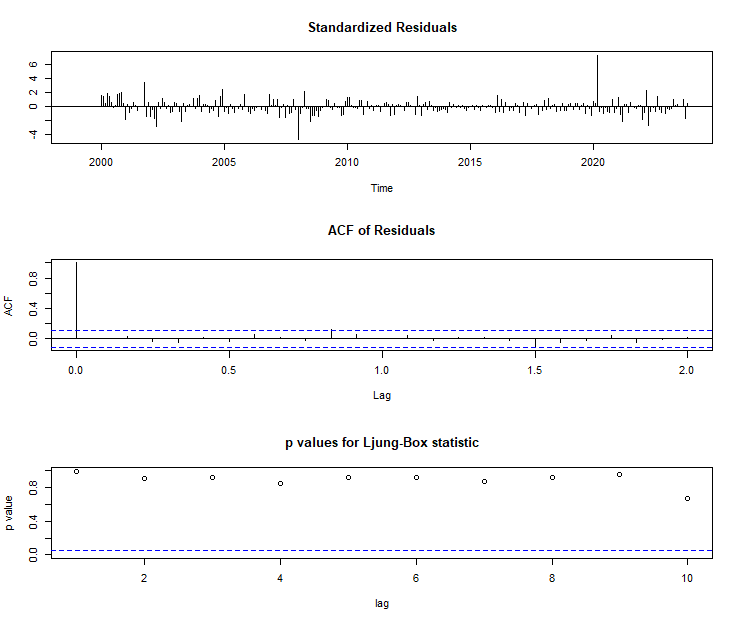 Standardized Residuals
6
4
2
0
-4
2000 2005 2010 2015 2020
Time
ACF of Residuals
ACF
0.8
0.4
0.0
0.0 0.5 1.0 1.5 2.0
Lag
p values for Ljung-Box statistic
p value
0.8
0.4
0.0
2 4 6 8 10
lag